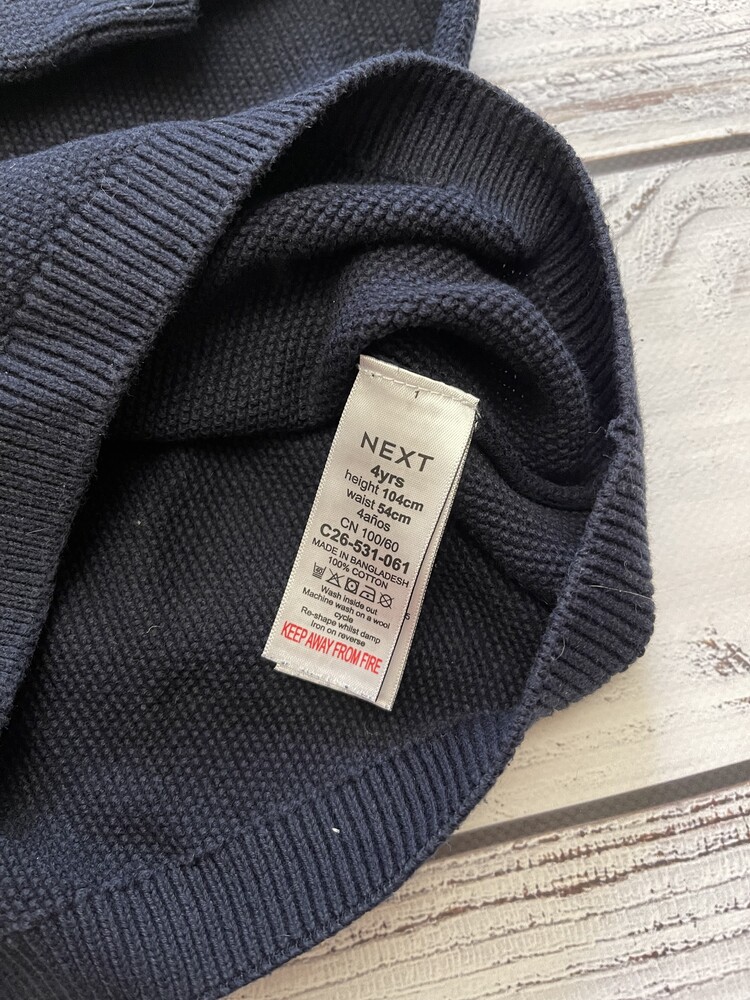 1
NEXT
4yrs
height 104cm
waist 54cm
4años
CN 100/60
C26-531-061
MADE IN BANGLADESH
100% COTTON
Wash inside out
Machine wash on a wool
cycle
Re-shape whilst damp
Iron on reverse
KEEP AWAY FROM FIRE